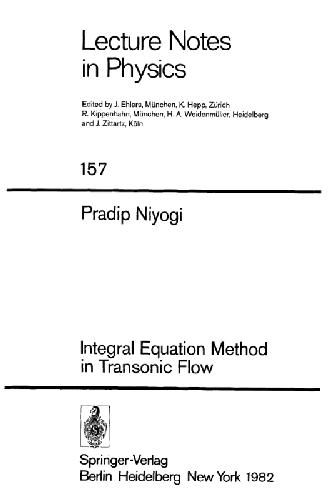 Lecture Notes
in Physics
Edited by J. Ehlers, München, K. Hepp, Zürich
R. Kippenhahn, München, H. A. Weidenmüller, Heidelberg
and J. Zittartz, Köln
157
Pradip Niyogi
Integral Equation Method
in Transonic Flow
Springer-Verlag
Berlin Heidelberg New York 1982